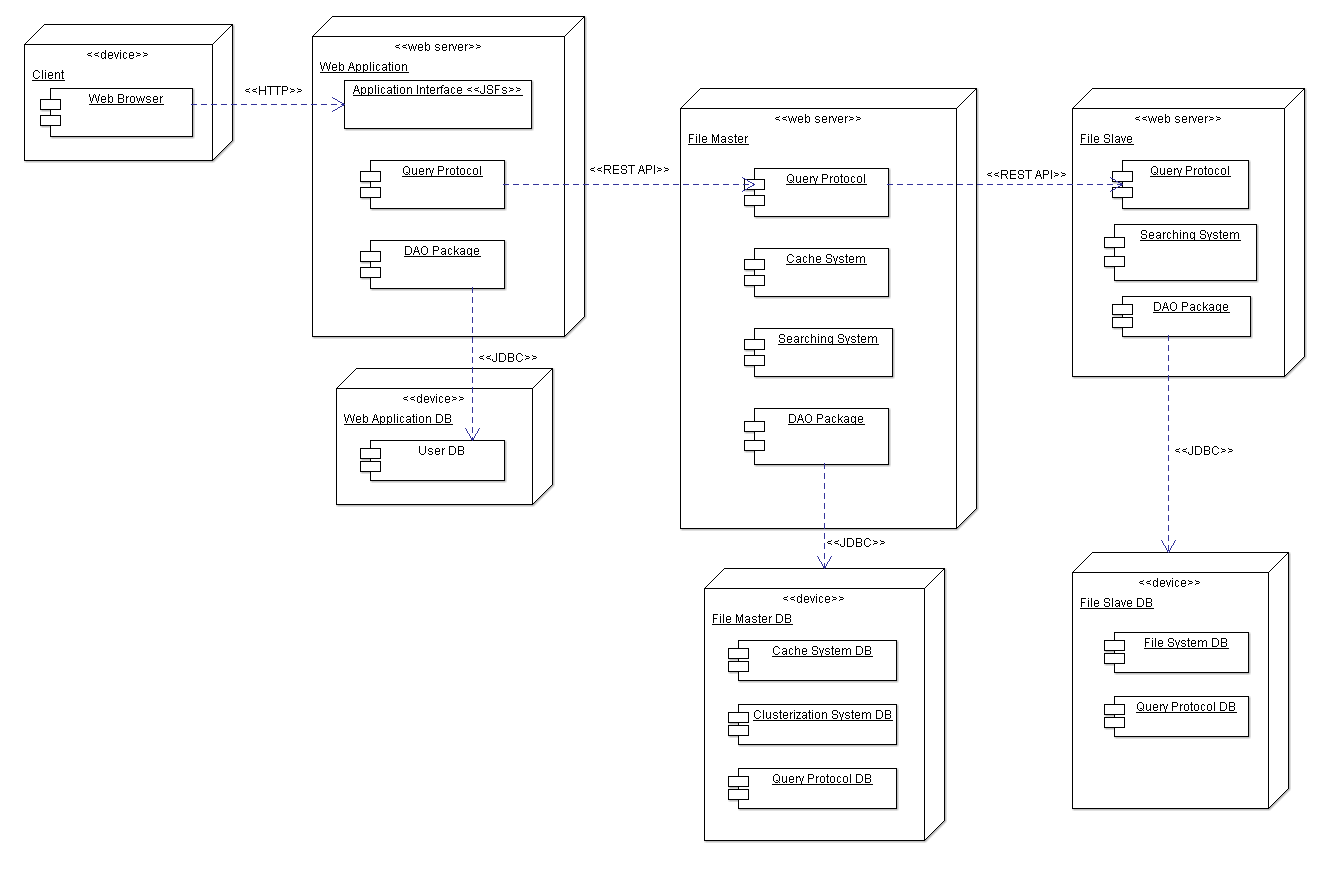 <<device>>
Client
Web Browser
<<HTTP>>
<<web server>>
Web Application
Application Interface <<JSFs>>
Query Protocol
DAO Package
<<REST API>>
<<JDBC>>
<<device>>
Web Application DB
User DB
<<web server>>
File Master
Query Protocol
Cache System
Searching System
DAO Package
<<REST API>>
<<JDBC>>
<<device>>
File Master DB
Cache System DB
Clusterization System DB
Query Protocol DB
<<web server>>
File Slave
Query Protocol
Searching System
DAO Package
<<JDBC>>
<<device>>
File Slave DB
File System DB
Query Protocol DB